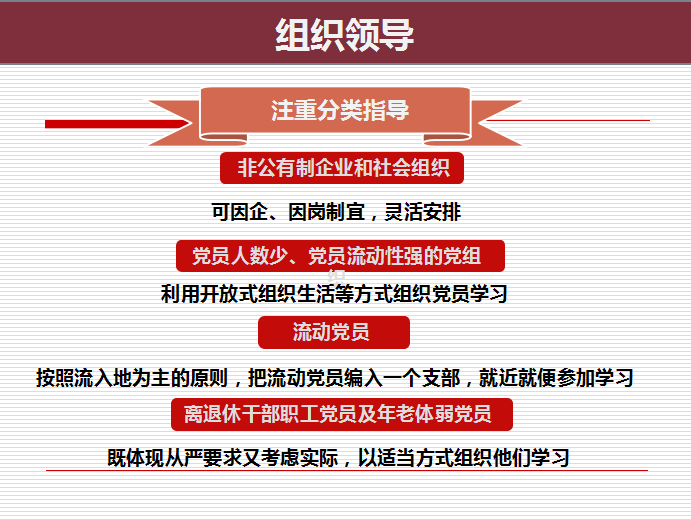 组织领导
注重分类指导
非公有制企业和社会组织
可因企、因岗制宜，灵活安排
党员人数少、党员流动性强的党组
织
利用开放式组织生活等方式组织党员学习
流动党员
按照流入地为主的原则，把流动党员编入一个支部，就近就便参加学习
离退休干部职工党员及年老体弱党员
既体现从严要求又考虑实际，以适当方式组织他们学习